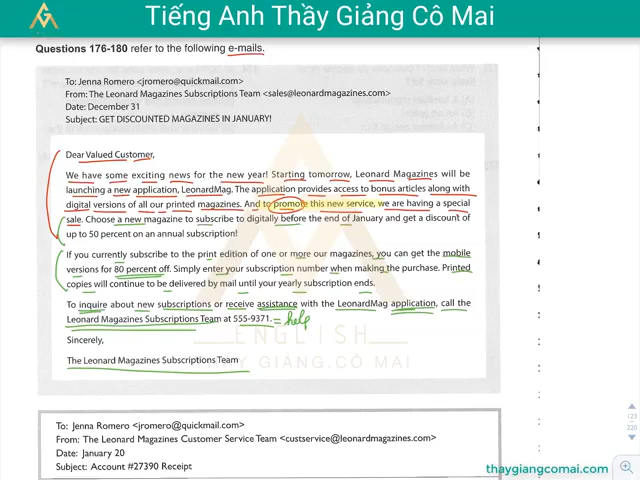 Tiếng Anh Thầy Giảng Cô Mai
Questions 176-180 refer to the following e-mails.
To: Jenna Romero <jromero@quickmail.com>
From: The Leonard Magazines Subscriptions Team <sales@leonardmagazines.com>
Date: December 31
Subject: GET DISCOUNTED MAGAZINES IN JANUARY!
Dear Valued Customer,
We have some exciting news for the new year! Starting tomorrow, Leonard Magazines will be
launching a new application, LeonardMag. The application provides access to bonus articles along with
digital versions of all our printed magazines. And to promote this new service, we are having a special
sale. Choose a new magazine to subscribe to digitally before the end of January and get a discount of
up to 50 percent on an annual subscription!
If you currently subscribe to the print edition of one or more our magazines, you can get the mobile
versions for 80 percent off. Simply enter your subscription number when making the purchase. Printed
copies will continue to be delivered by mail until your yearly subscription ends.
To inquire about new subscriptions or receive assistance with the LeonardMag application, call the
Leonard Magazines Subscriptions Team at 555-9371. = help
ENGLISH
Sincerely,
THẦY GIẢNG.CÔ MAI
The Leonard Magazines Subscriptions Team
To: Jenna Romero <jromero@quickmail.com>
From: The Leonard Magazines Customer Service Team <custservice@leonardmagazines.com>
Date: January 20
Subject: Account #27390 Receipt
123
220
thaygiangcomai.com